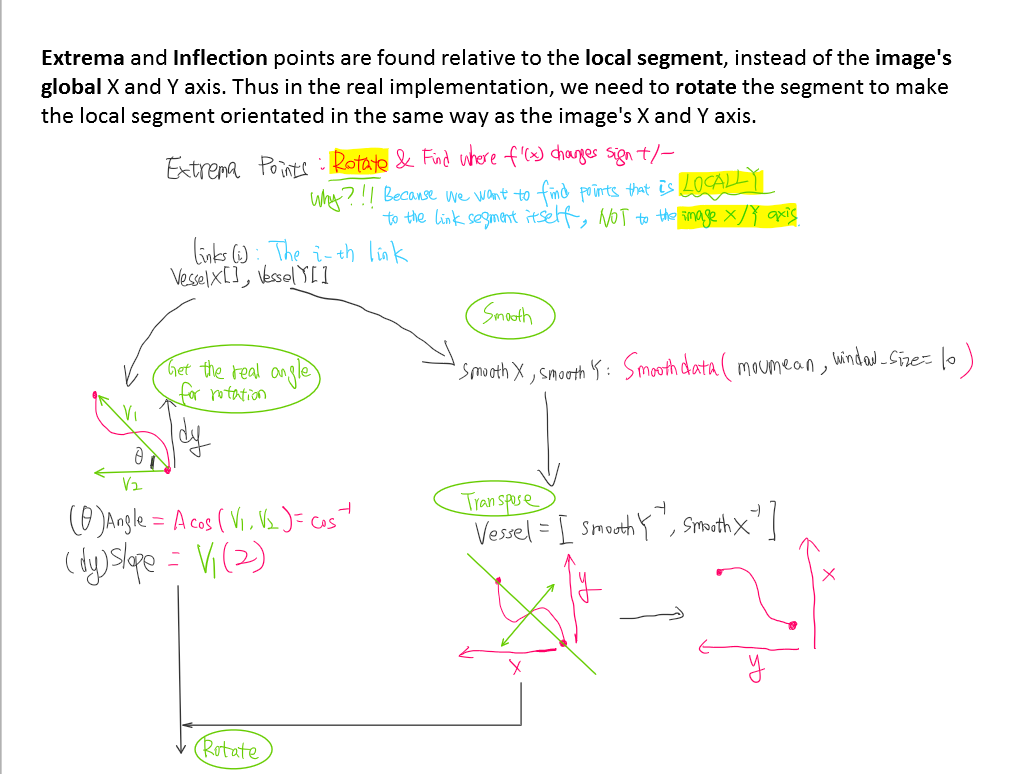 Extrema and Inflection points are found relative to the local segment, instead of the image's
global X and Y axis. Thus in the real implementation, we need to rotate the segment to make
the local segment orientated in the same way as the image's X and Y axis.
Extrema Points : Rotate & Find where f'(x) changes sign +/-
Why?!! Because we want to find points that is LOCALLY
to the link segment itself, NOT to the image X/Y axis.
links(i) : The i-th link
VesselX[], VesselY[]
Smooth
smoothX, smoothY : Smoothdata(movmean, window_size=10)
Get the real angle
for rotation
V1
dy
θ
V2
(θ)Angle = Acos(V1, V2) = cos⁻¹
(dy)Slope = V1(2)
Transpose
Vessel = [smoothY⁻¹, smoothX⁻¹]
y
x
x
y
Rotate